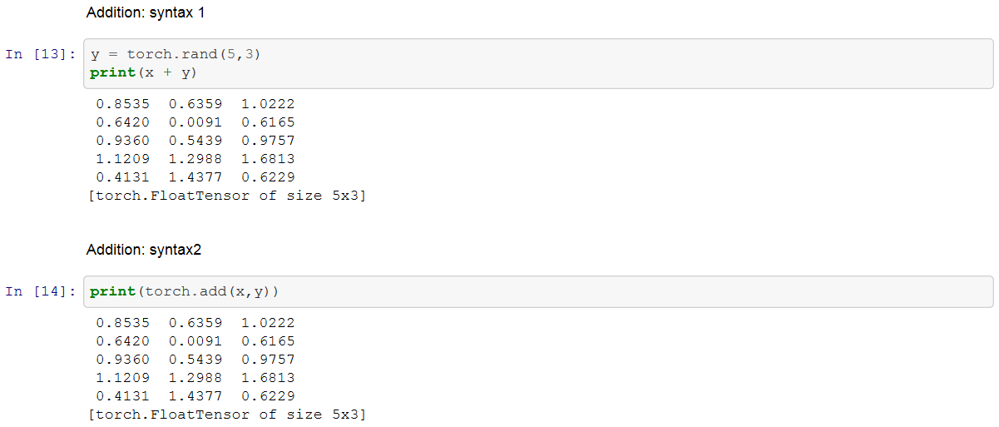 Addition: syntax 1
In [13]: y = torch.rand(5,3)
print(x + y)
0.8535 0.6359 1.0222
0.6420 0.0091 0.6165
0.9360 0.5439 0.9757
1.1209 1.2988 1.6813
0.4131 1.4377 0.6229
[torch.FloatTensor of size 5x3]
Addition: syntax2
In [14]: print(torch.add(x,y))
0.8535 0.6359 1.0222
0.6420 0.0091 0.6165
0.9360 0.5439 0.9757
1.1209 1.2988 1.6813
0.4131 1.4377 0.6229
[torch.FloatTensor of size 5x3]